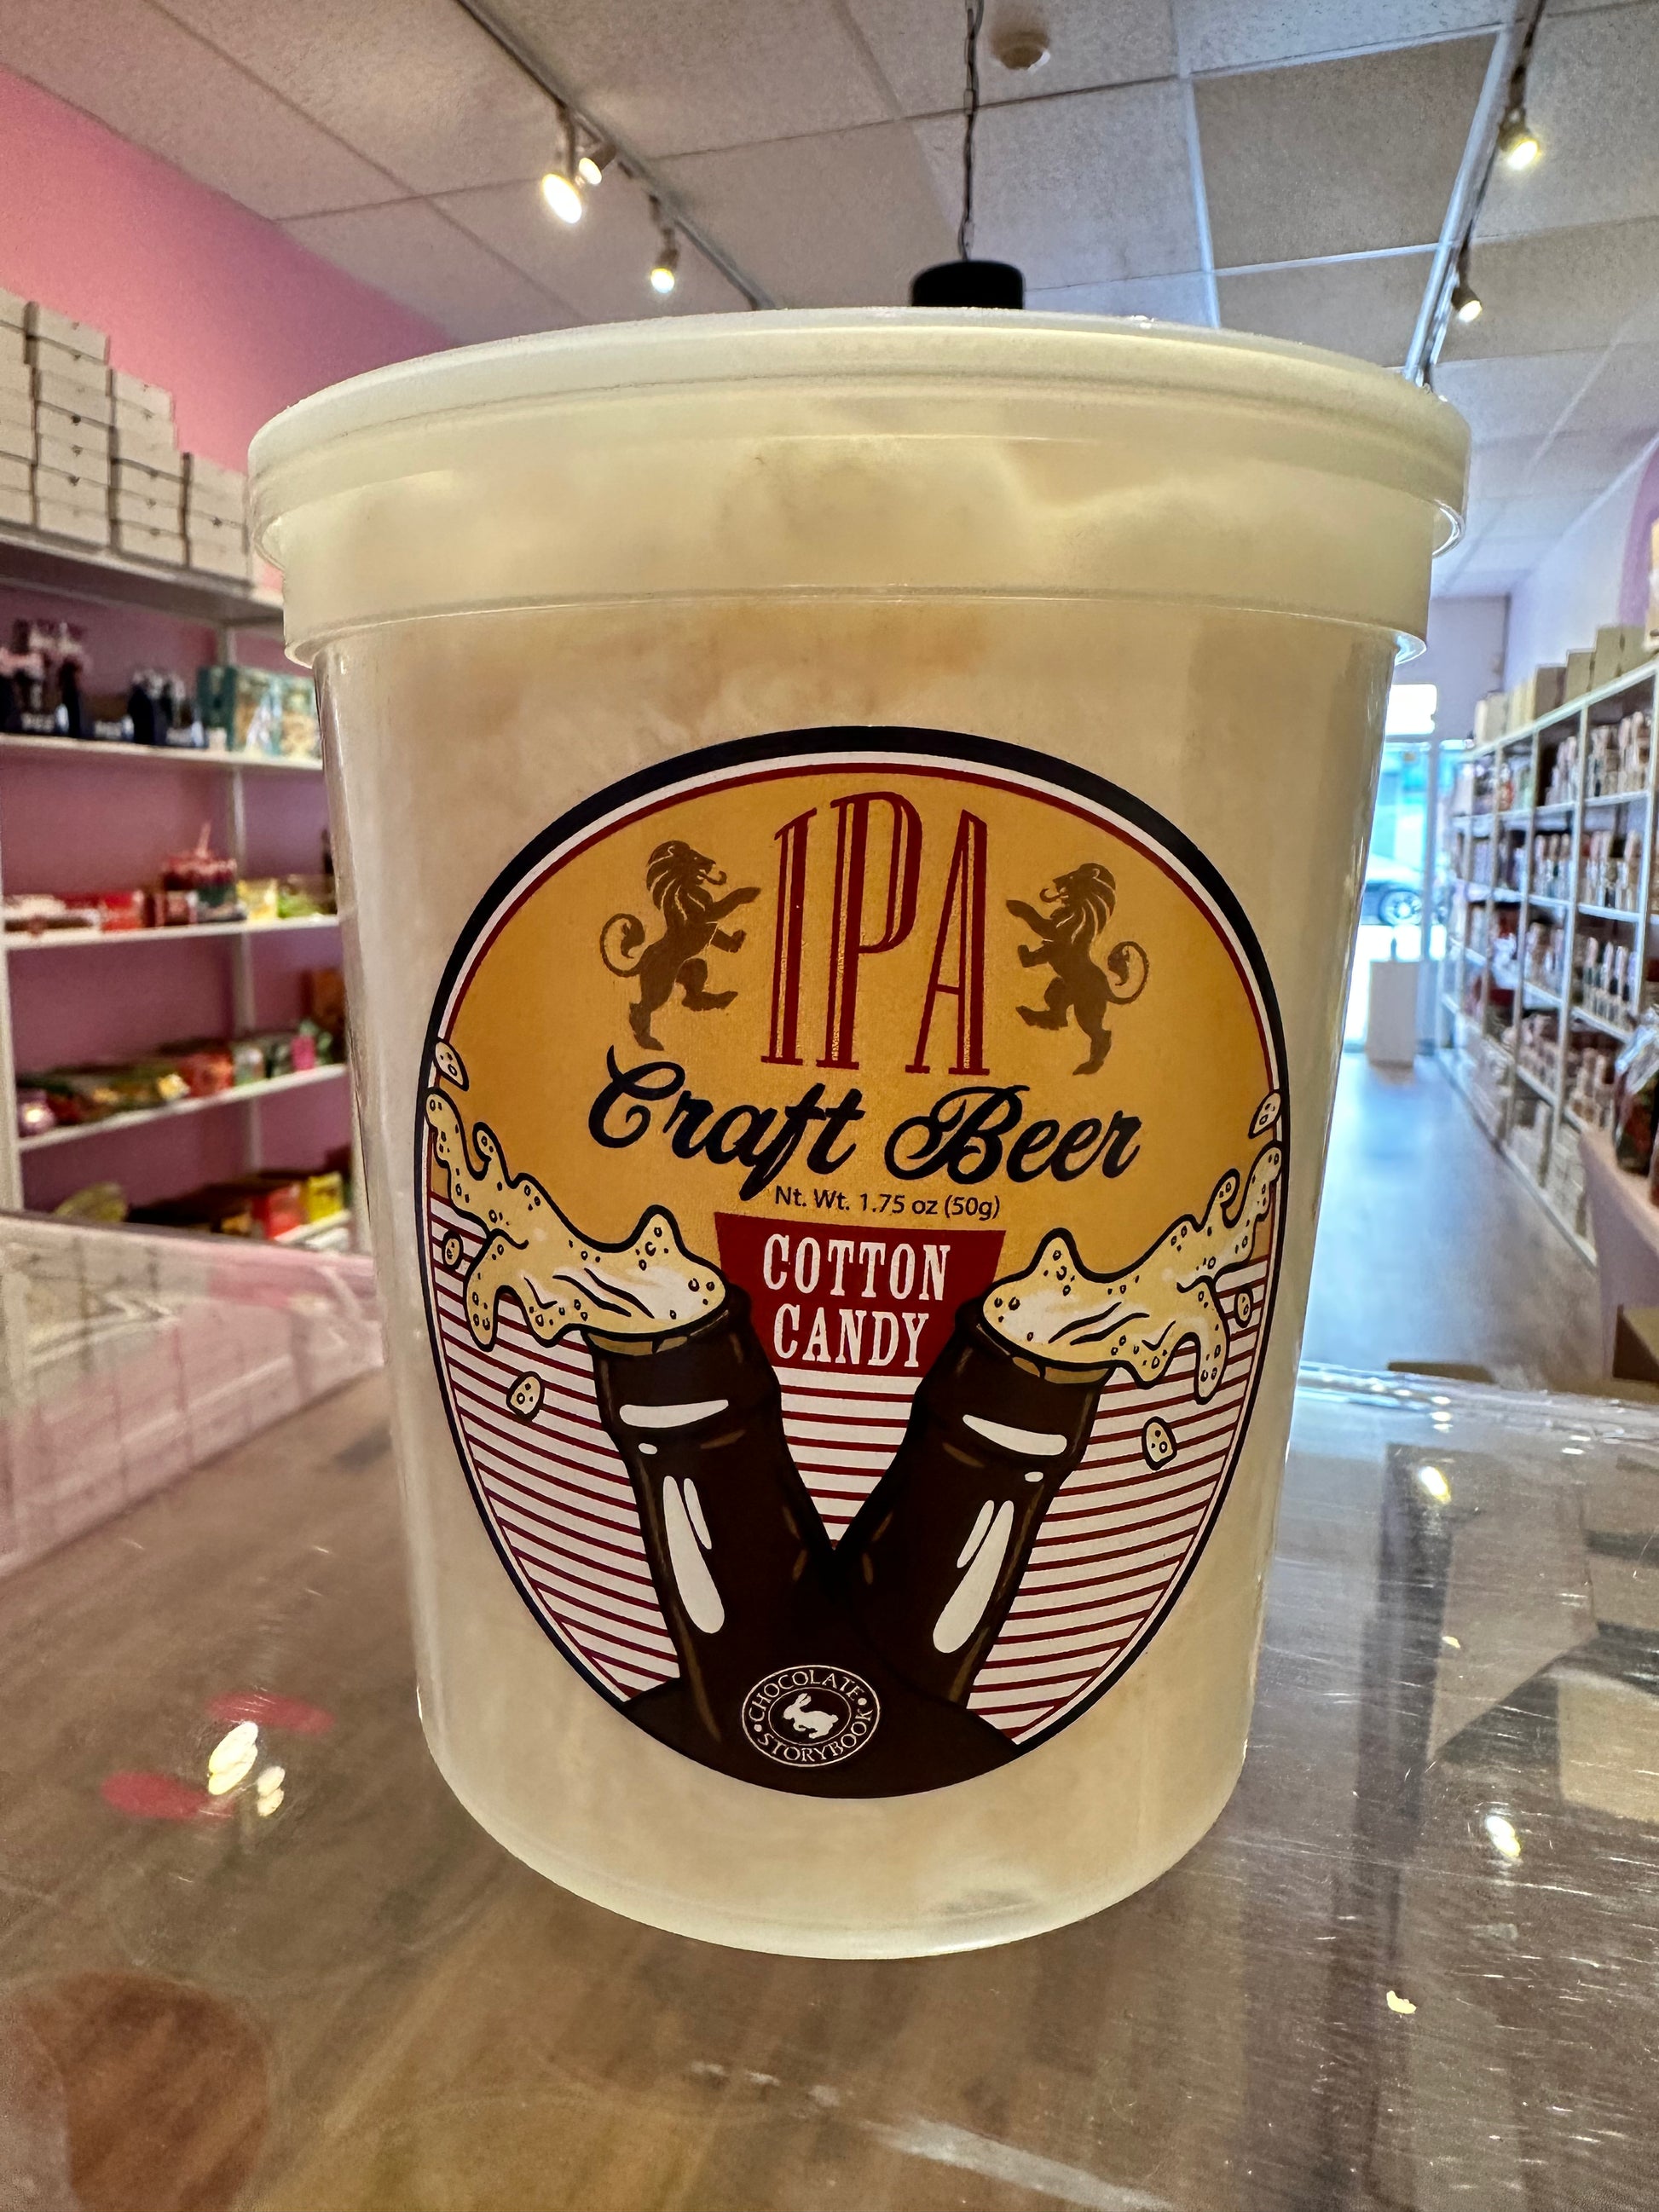 IPA
Craft Beer
Nt. Wt. 1.75 oz (50g)
COTTON
CANDY
CHOCOLATE
STORYBOOK